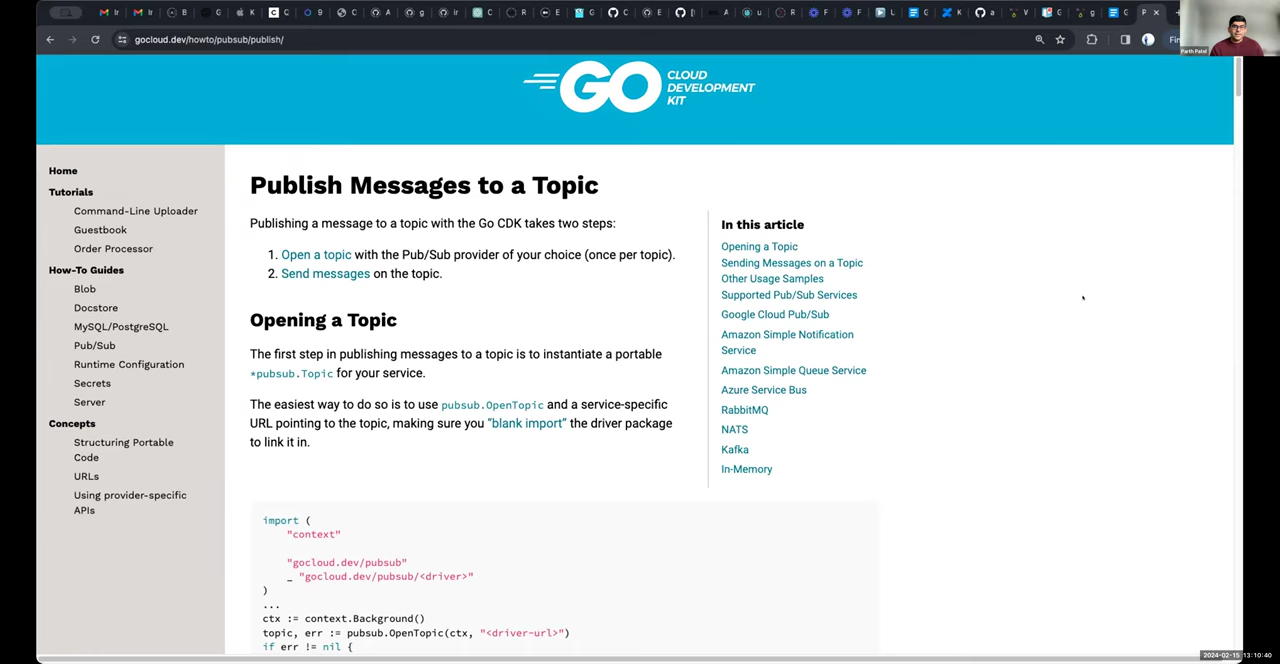 Ir
Ir
B
G
K
C
9
C
A
g
ir
C
R
E
G
C
E
[
A
u
R
F
F
L
G
K
a
V
G
g
G
P
gocloud.dev/howto/pubsub/publish/
Fin
Parth Patel
GO
CLOUD
DEVELOPMENT
KIT
Home
Tutorials
Command-Line Uploader
Guestbook
Order Processor
How-To Guides
Blob
Docstore
MySQL/PostgreSQL
Pub/Sub
Runtime Configuration
Secrets
Server
Concepts
Structuring Portable
Code
URLs
Using provider-specific
APIs
Publish Messages to a Topic
Publishing a message to a topic with the Go CDK takes two steps:
1. Open a topic with the Pub/Sub provider of your choice (once per topic).
2. Send messages on the topic.
Opening a Topic
The first step in publishing messages to a topic is to instantiate a portable
*pubsub.Topic for your service.
The easiest way to do so is to use pubsub.OpenTopic and a service-specific
URL pointing to the topic, making sure you “blank import” the driver package
to link it in.
In this article
Opening a Topic
Sending Messages on a Topic
Other Usage Samples
Supported Pub/Sub Services
Google Cloud Pub/Sub
Amazon Simple Notification
Service
Amazon Simple Queue Service
Azure Service Bus
RabbitMQ
NATS
Kafka
In-Memory
import (
"context"
"gocloud.dev/pubsub"
_ "gocloud.dev/pubsub/<driver>"
)
...
ctx := context.Background()
topic, err := pubsub.OpenTopic(ctx, "<driver-url>")
if err != nil {
2024-02-15 13:10:40